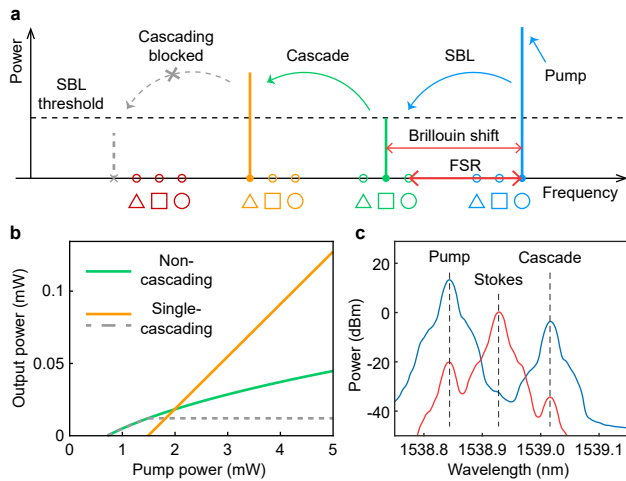 a
Power
SBL
threshold
Cascading
blocked
Cascade
SBL
Pump
Brillouin shift
FSR
Frequency
b
Output power (mW)
0.1
0.05
0
Non-
cascading
Single-
cascading
0 1 2 3 4 5
Pump power (mW)
c
Power (dBm)
20
0
-20
-40
Pump
Stokes
Cascade
1538.8 1538.9 1539.0 1539.1
Wavelength (nm)